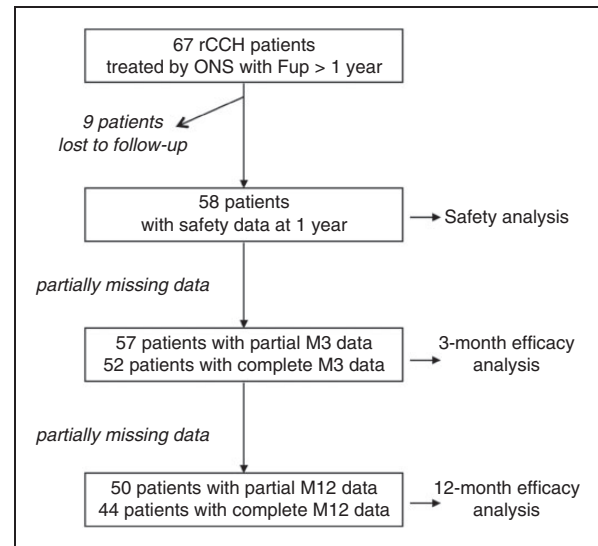 67 rCCH patients
treated by ONS with Fup > 1 year
9 patients
lost to follow-up
58 patients
with safety data at 1 year
Safety analysis
partially missing data
57 patients with partial M3 data
52 patients with complete M3 data
3-month efficacy
analysis
partially missing data
50 patients with partial M12 data
44 patients with complete M12 data
12-month efficacy
analysis